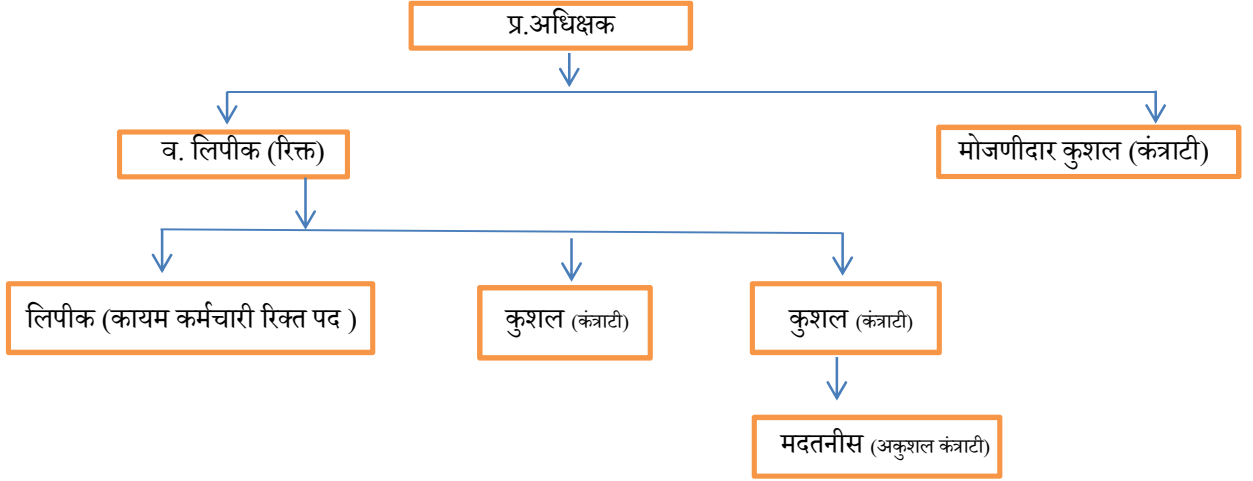 प्र.अधिक्षक
व. लिपीक (रिक्त)
मोजणीदार कुशल (कंत्राटी)
लिपीक (कायम कर्मचारी रिक्त पद )
कुशल (कंत्राटी)
कुशल (कंत्राटी)
मदतनीस (अकुशल कंत्राटी)